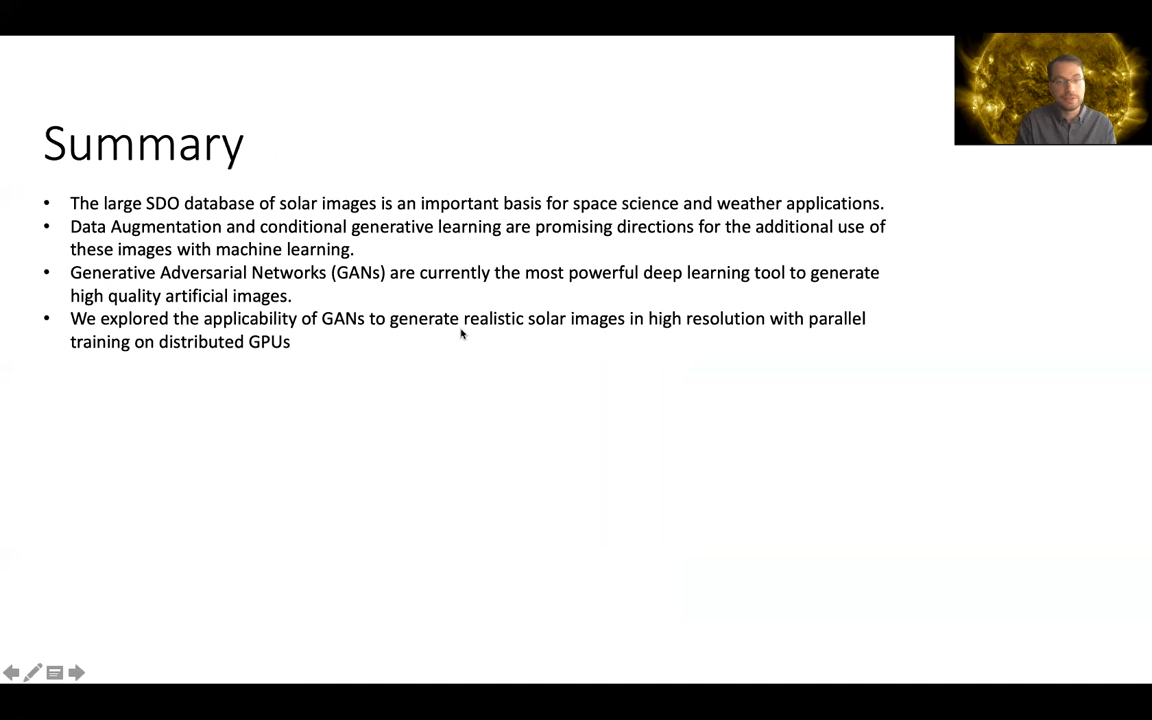 Summary
• The large SDO database of solar images is an important basis for space science and weather applications.
• Data Augmentation and conditional generative learning are promising directions for the additional use of
these images with machine learning.
• Generative Adversarial Networks (GANs) are currently the most powerful deep learning tool to generate
high quality artificial images.
• We explored the applicability of GANs to generate realistic solar images in high resolution with parallel
training on distributed GPUs